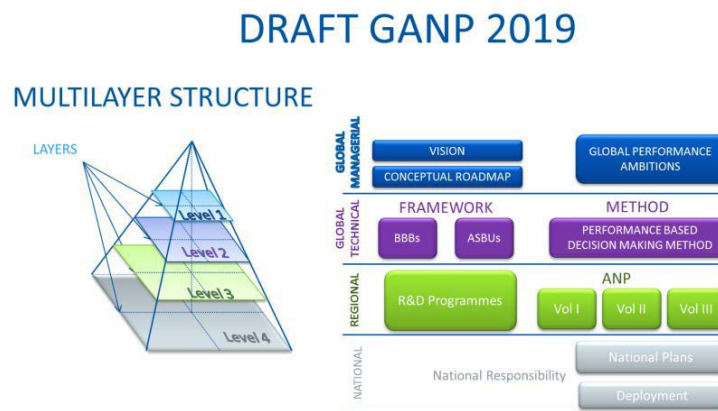 DRAFT GANP 2019
MULTILAYER STRUCTURE
LAYERS
Level 1
Level 2
Level 3
Level 4
GLOBAL
MANAGERIAL
VISION
CONCEPTUAL ROADMAP
GLOBAL PERFORMANCE
AMBITIONS
GLOBAL
TECHNICAL
FRAMEWORK
BBBs
ASBUs
METHOD
PERFORMANCE BASED
DECISION MAKING METHOD
REGIONAL
R&D Programmes
ANP
Vol I
Vol II
Vol III
NATIONAL
National Responsibility
National Plans
Deployment